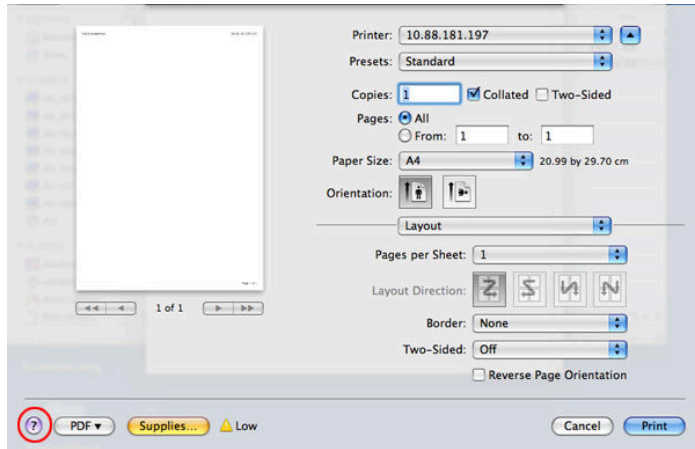 Printer: 10.88.181.197
Presets: Standard
Copies: 1 Collated Two-Sided
Pages: All
From: 1 to: 1
Paper Size: A4 20.99 by 29.70 cm
Orientation:
Layout
Pages per Sheet: 1
Layout Direction:
1 of 1
Border: None
Two-Sided: Off
Reverse Page Orientation
? PDF Supplies... Low Cancel Print